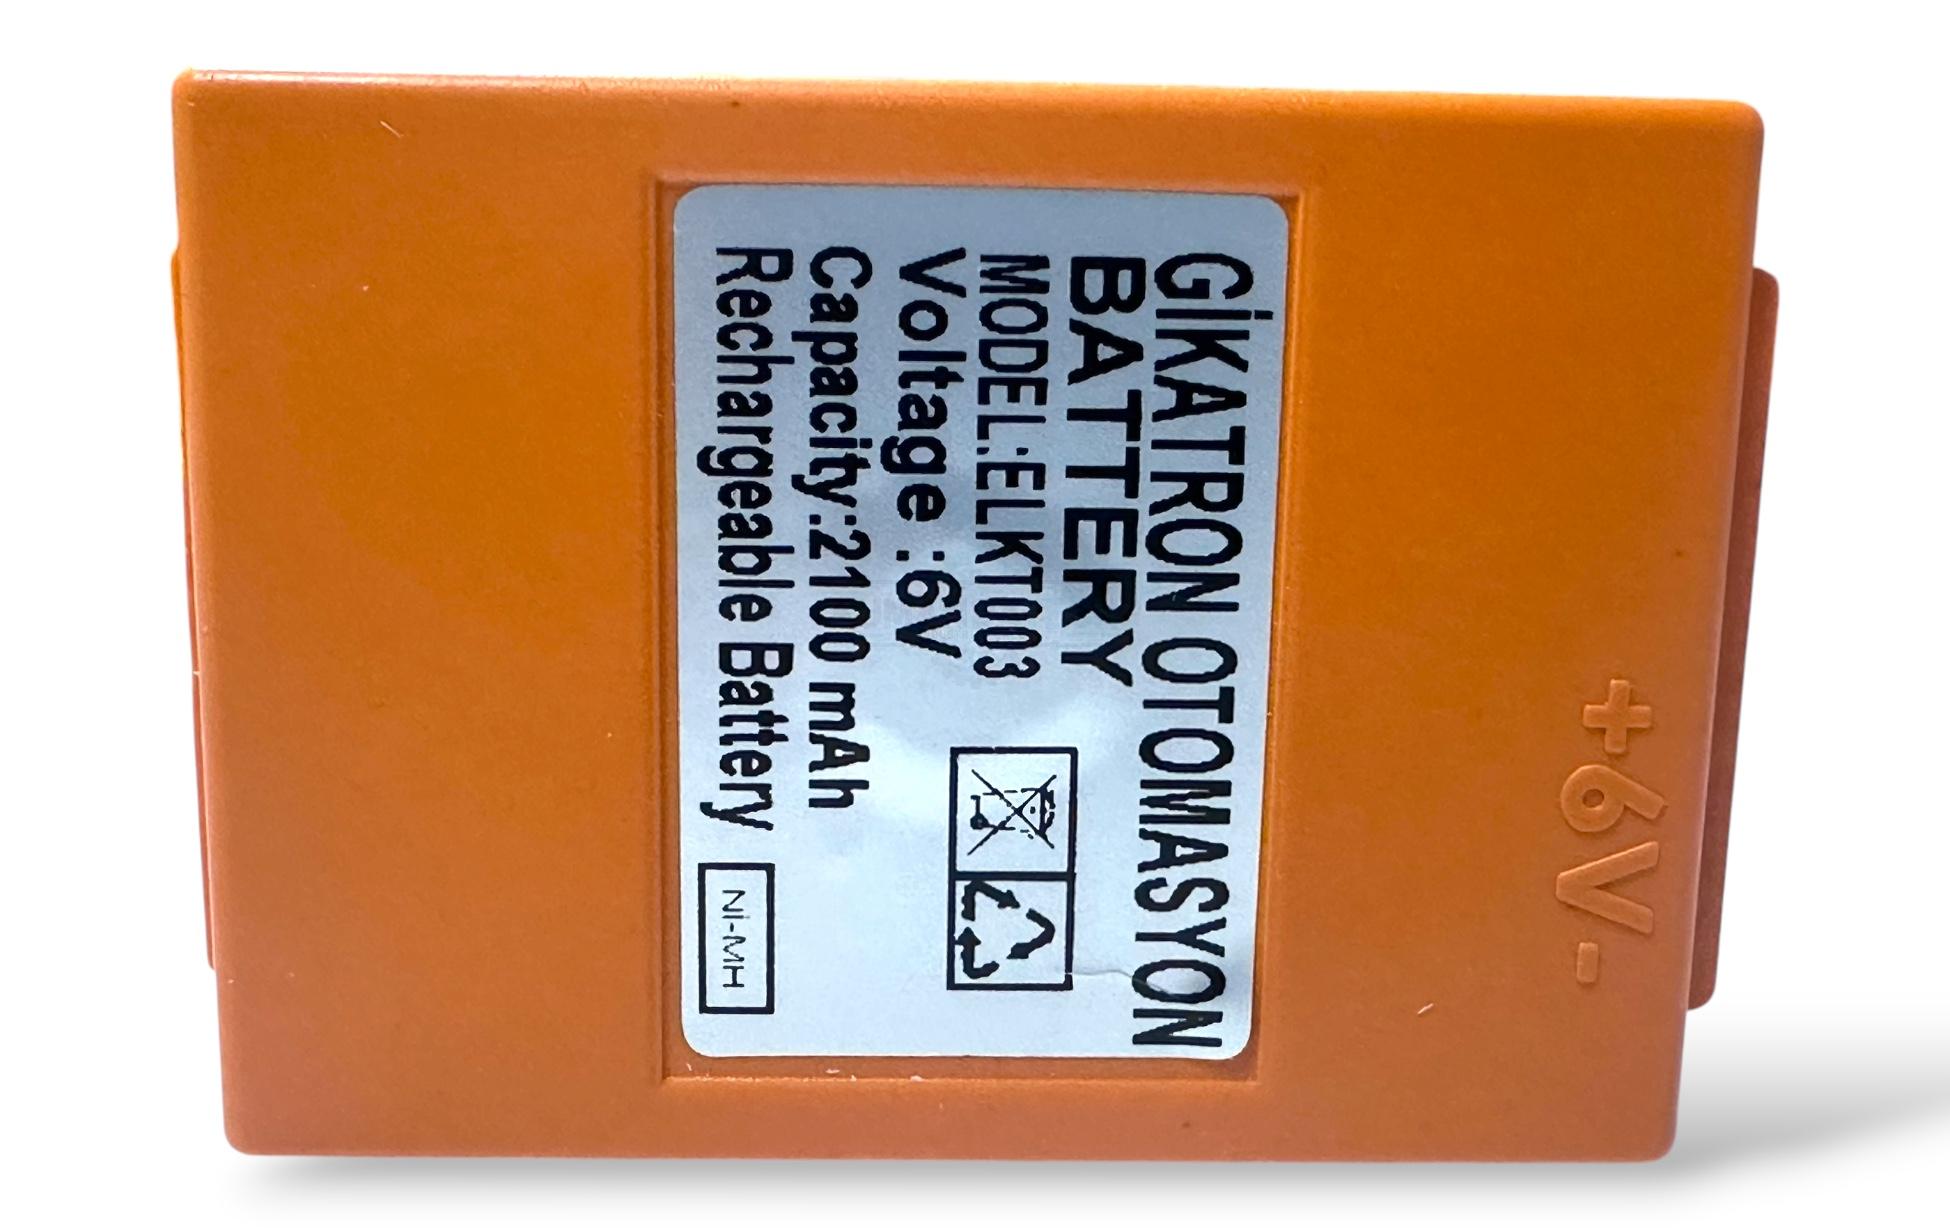 GİKATRON OTOMASYON
BATTERY
MODEL:ELKT003
Voltage :6V
Capacity:2100 mAh
Rechargeable Battery
Ni-MH
+6V-